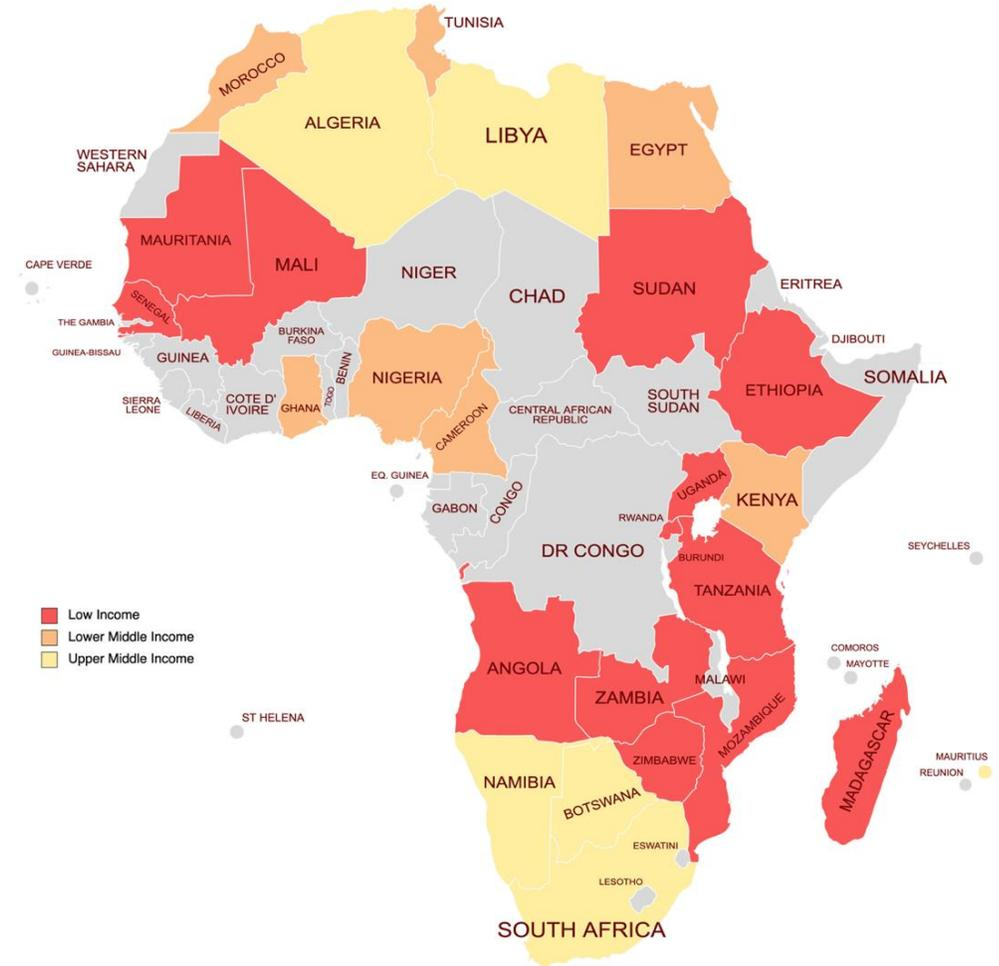 TUNISIA
MOROCCO
ALGERIA
LIBYA
EGYPT
WESTERN
SAHARA
MAURITANIA
MALI
NIGER
CHAD
SUDAN
ERITREA
CAPE VERDE
SENEGAL
THE GAMBIA
GUINEA-BISSAU
GUINEA
BURKINA
FASO
BENIN
NIGERIA
DJIBOUTI
SOMALIA
ETHIOPIA
SIERRA
LEONE
LIBERIA
COTE D'
IVOIRE
GHANA
TOGO
CAMEROON
CENTRAL AFRICAN
REPUBLIC
SOUTH
SUDAN
EQ. GUINEA
GABON
CONGO
UGANDA
KENYA
RWANDA
DR CONGO
BURUNDI
TANZANIA
SEYCHELLES
Low Income
Lower Middle Income
Upper Middle Income
ANGOLA
ZAMBIA
MALAWI
MOZAMBIQUE
COMOROS
MAYOTTE
ST HELENA
ZIMBABWE
MADAGASCAR
MAURITIUS
REUNION
NAMIBIA
BOTSWANA
ESWATINI
LESOTHO
SOUTH AFRICA